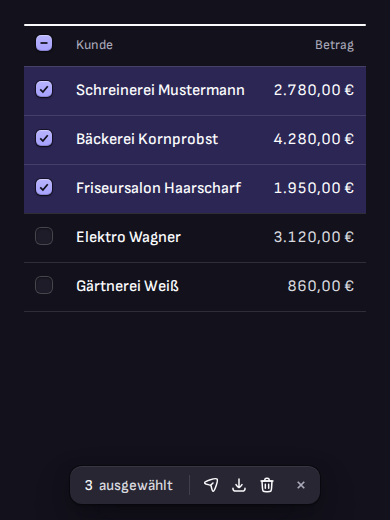 Kunde Betrag
Schreinerei Mustermann 2.780,00 €
Bäckerei Kornprobst 4.280,00 €
Friseursalon Haarscharf 1.950,00 €
Elektro Wagner 3.120,00 €
Gärtnerei Weiß 860,00 €
3 ausgewählt